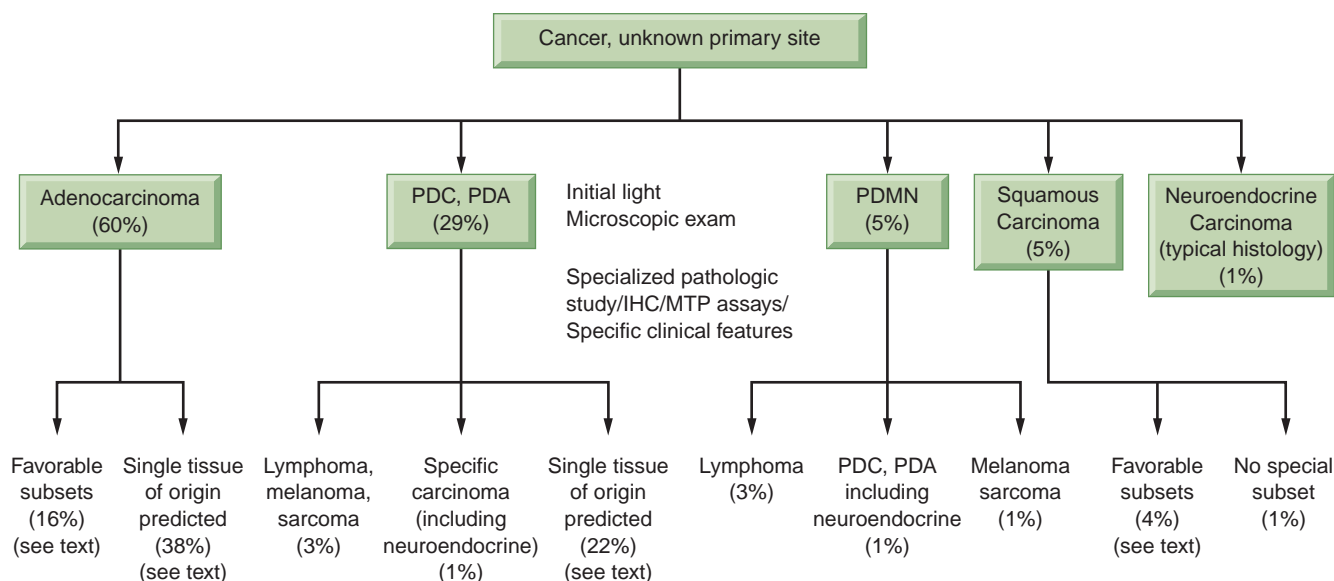 Cancer, unknown primary site
Adenocarcinoma
(60%)
PDC, PDA
(29%)
Initial light
Microscopic exam
Specialized pathologic
study/IHC/MTP assays/
Specific clinical features
PDMN
(5%)
Squamous
Carcinoma
(5%)
Neuroendocrine
Carcinoma
(typical histology)
(1%)
Favorable
subsets
(16%)
(see text)
Single tissue
of origin
predicted
(38%)
(see text)
Lymphoma,
melanoma,
sarcoma
(3%)
Specific
carcinoma
(including
neuroendocrine)
(1%)
Single tissue
of origin
predicted
(22%)
(see text)
Lymphoma
(3%)
PDC, PDA
including
neuroendocrine
(1%)
Melanoma
sarcoma
(1%)
Favorable
subsets
(4%)
(see text)
No special
subset
(1%)